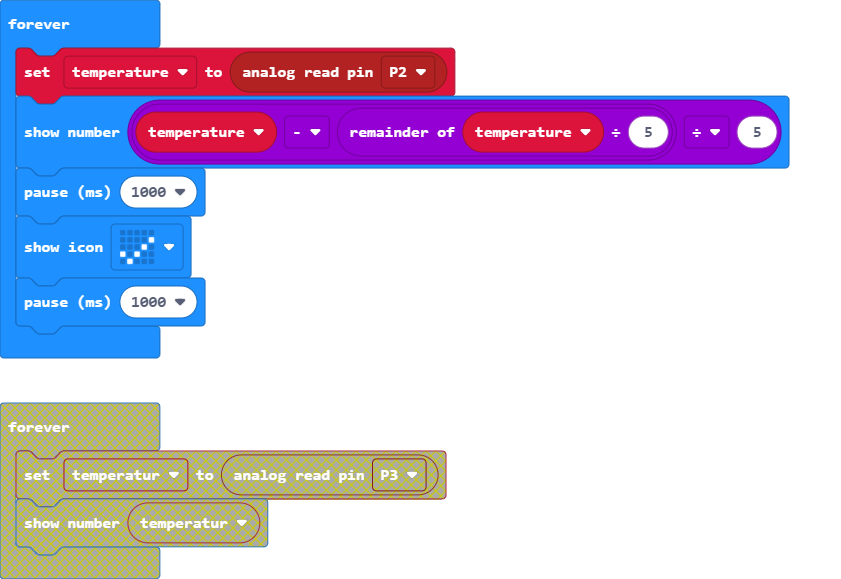 forever
set temperature to analog read pin P2
show number temperature - remainder of temperature ÷ 5 ÷ 5
pause (ms) 1000
show icon
pause (ms) 1000
forever
set temperatur to analog read pin P3
show number temperatur